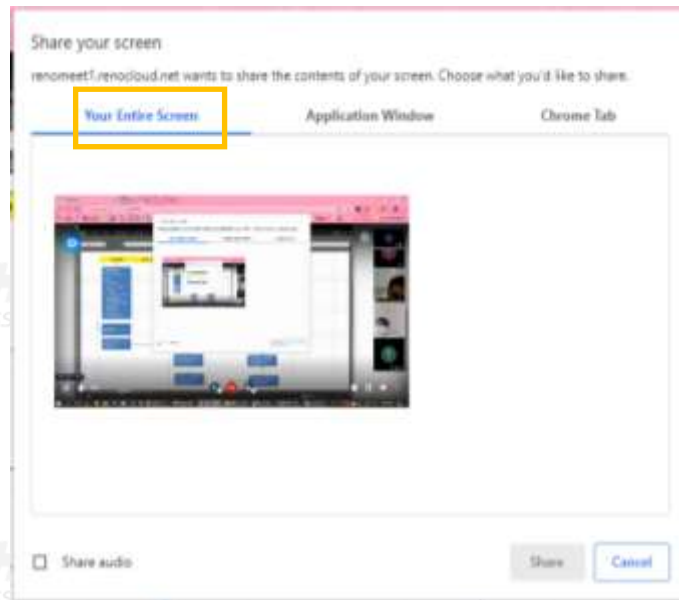 Share your screen
renomeet1.renocloud.net wants to share the contents of your screen. Choose what you'd like to share.
Your Entire Screen
Application Window
Chrome Tab
Share audio
Share
Cancel